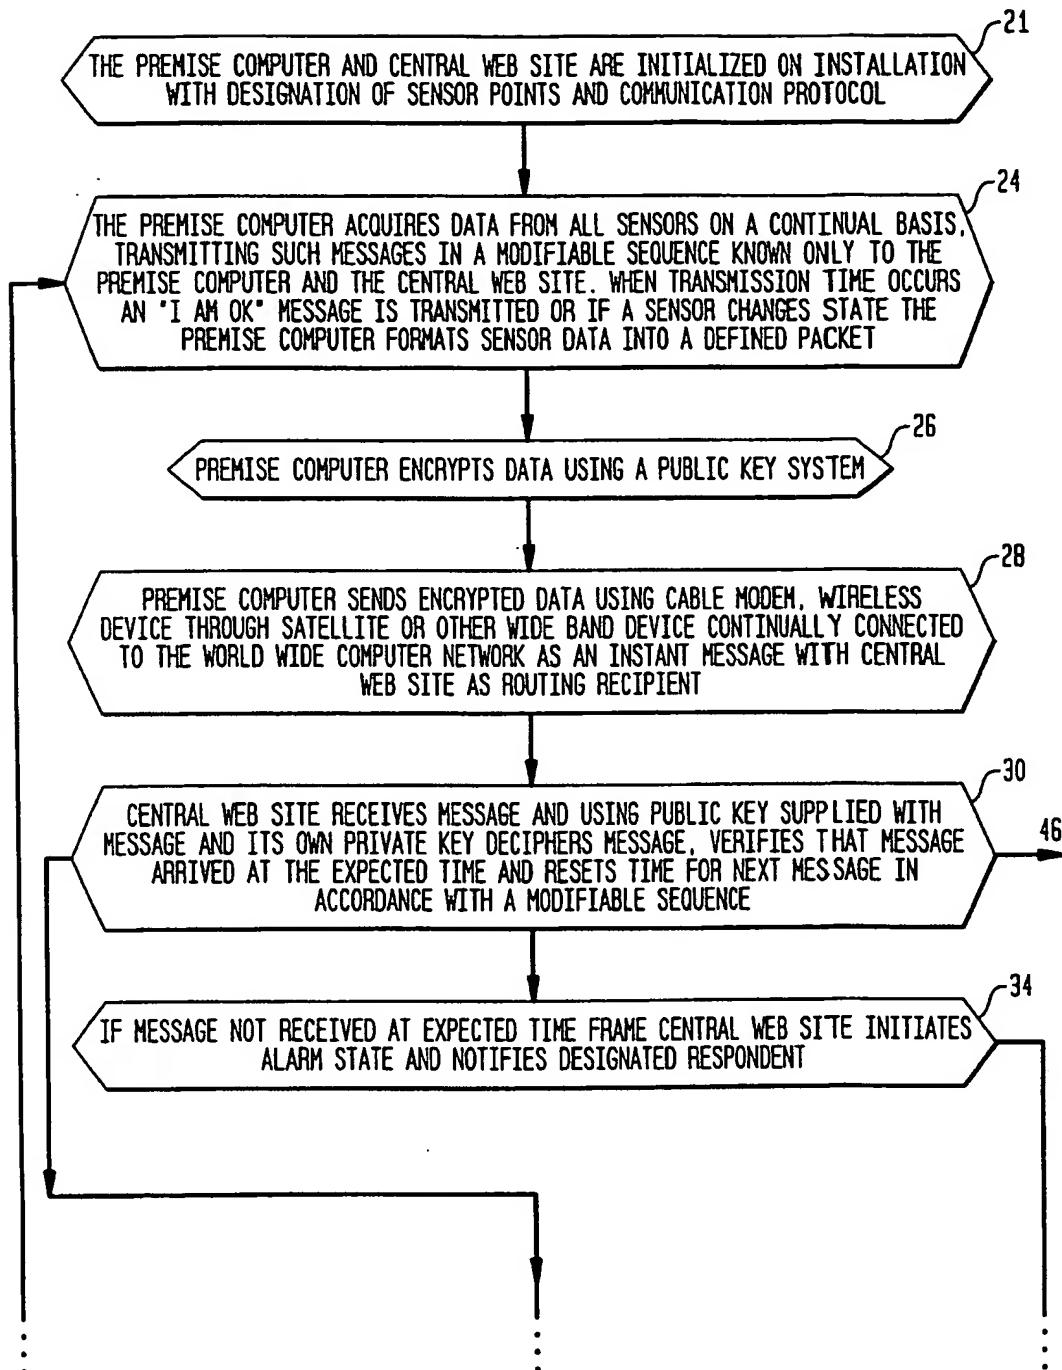 21
THE PREMISE COMPUTER AND CENTRAL WEB SITE ARE INITIALIZED ON INSTALLATION
WITH DESIGNATION OF SENSOR POINTS AND COMMUNICATION PROTOCOL
24
THE PREMISE COMPUTER ACQUIRES DATA FROM ALL SENSORS ON A CONTINUAL BASIS,
TRANSMITTING SUCH MESSAGES IN A MODIFIABLE SEQUENCE KNOWN ONLY TO THE
PREMISE COMPUTER AND THE CENTRAL WEB SITE. WHEN TRANSMISSION TIME OCCURS
AN "I AM OK" MESSAGE IS TRANSMITTED OR IF A SENSOR CHANGES STATE THE
PREMISE COMPUTER FORMATS SENSOR DATA INTO A DEFINED PACKET
26
PREMISE COMPUTER ENCRYPTS DATA USING A PUBLIC KEY SYSTEM
28
PREMISE COMPUTER SENDS ENCRYPTED DATA USING CABLE MODEM, WIRELESS
DEVICE THROUGH SATELLITE OR OTHER WIDE BAND DEVICE CONTINUALLY CONNECTED
TO THE WORLD WIDE COMPUTER NETWORK AS AN INSTANT MESSAGE WITH CENTRAL
WEB SITE AS ROUTING RECIPIENT
30
CENTRAL WEB SITE RECEIVES MESSAGE AND USING PUBLIC KEY SUPPLIED WITH
MESSAGE AND ITS OWN PRIVATE KEY DECIPHERS MESSAGE, VERIFIES THAT MESSAGE
ARRIVED AT THE EXPECTED TIME AND RESETS TIME FOR NEXT MESSAGE IN
ACCORDANCE WITH A MODIFIABLE SEQUENCE
46
34
IF MESSAGE NOT RECEIVED AT EXPECTED TIME FRAME CENTRAL WEB SITE INITIATES
ALARM STATE AND NOTIFIES DESIGNATED RESPONDENT